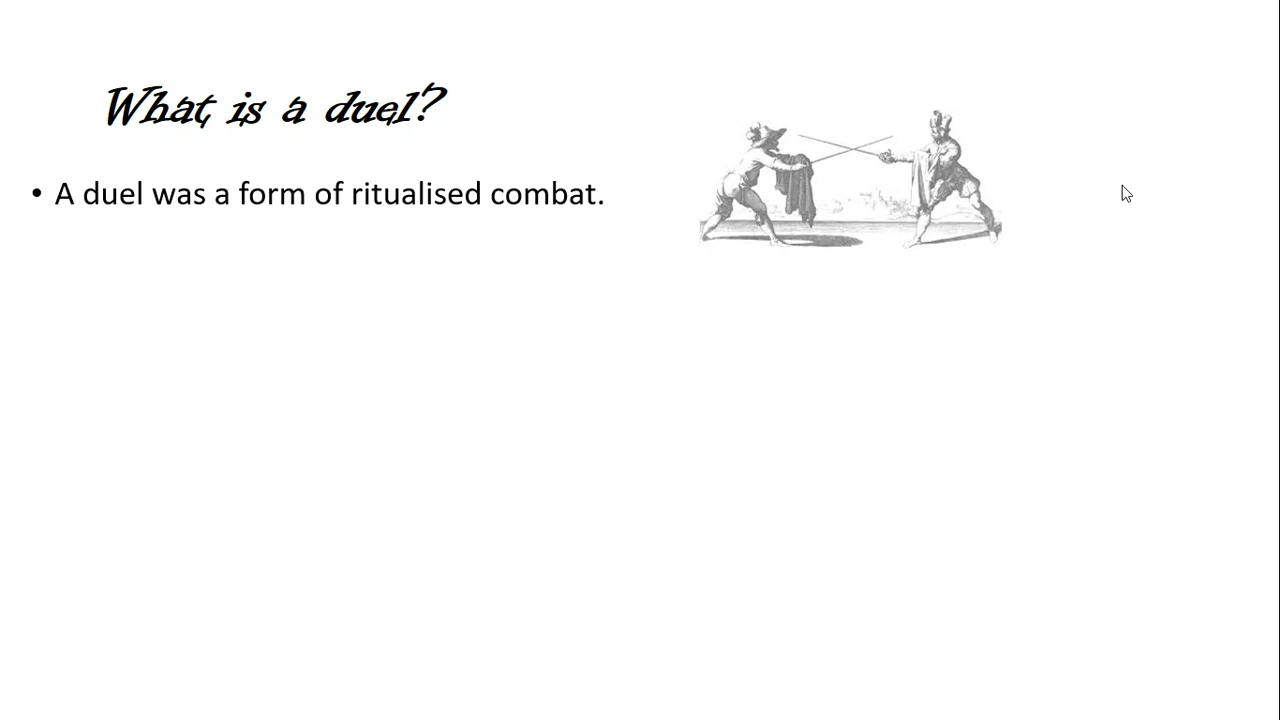 What is a duel?
• A duel was a form of ritualised combat.